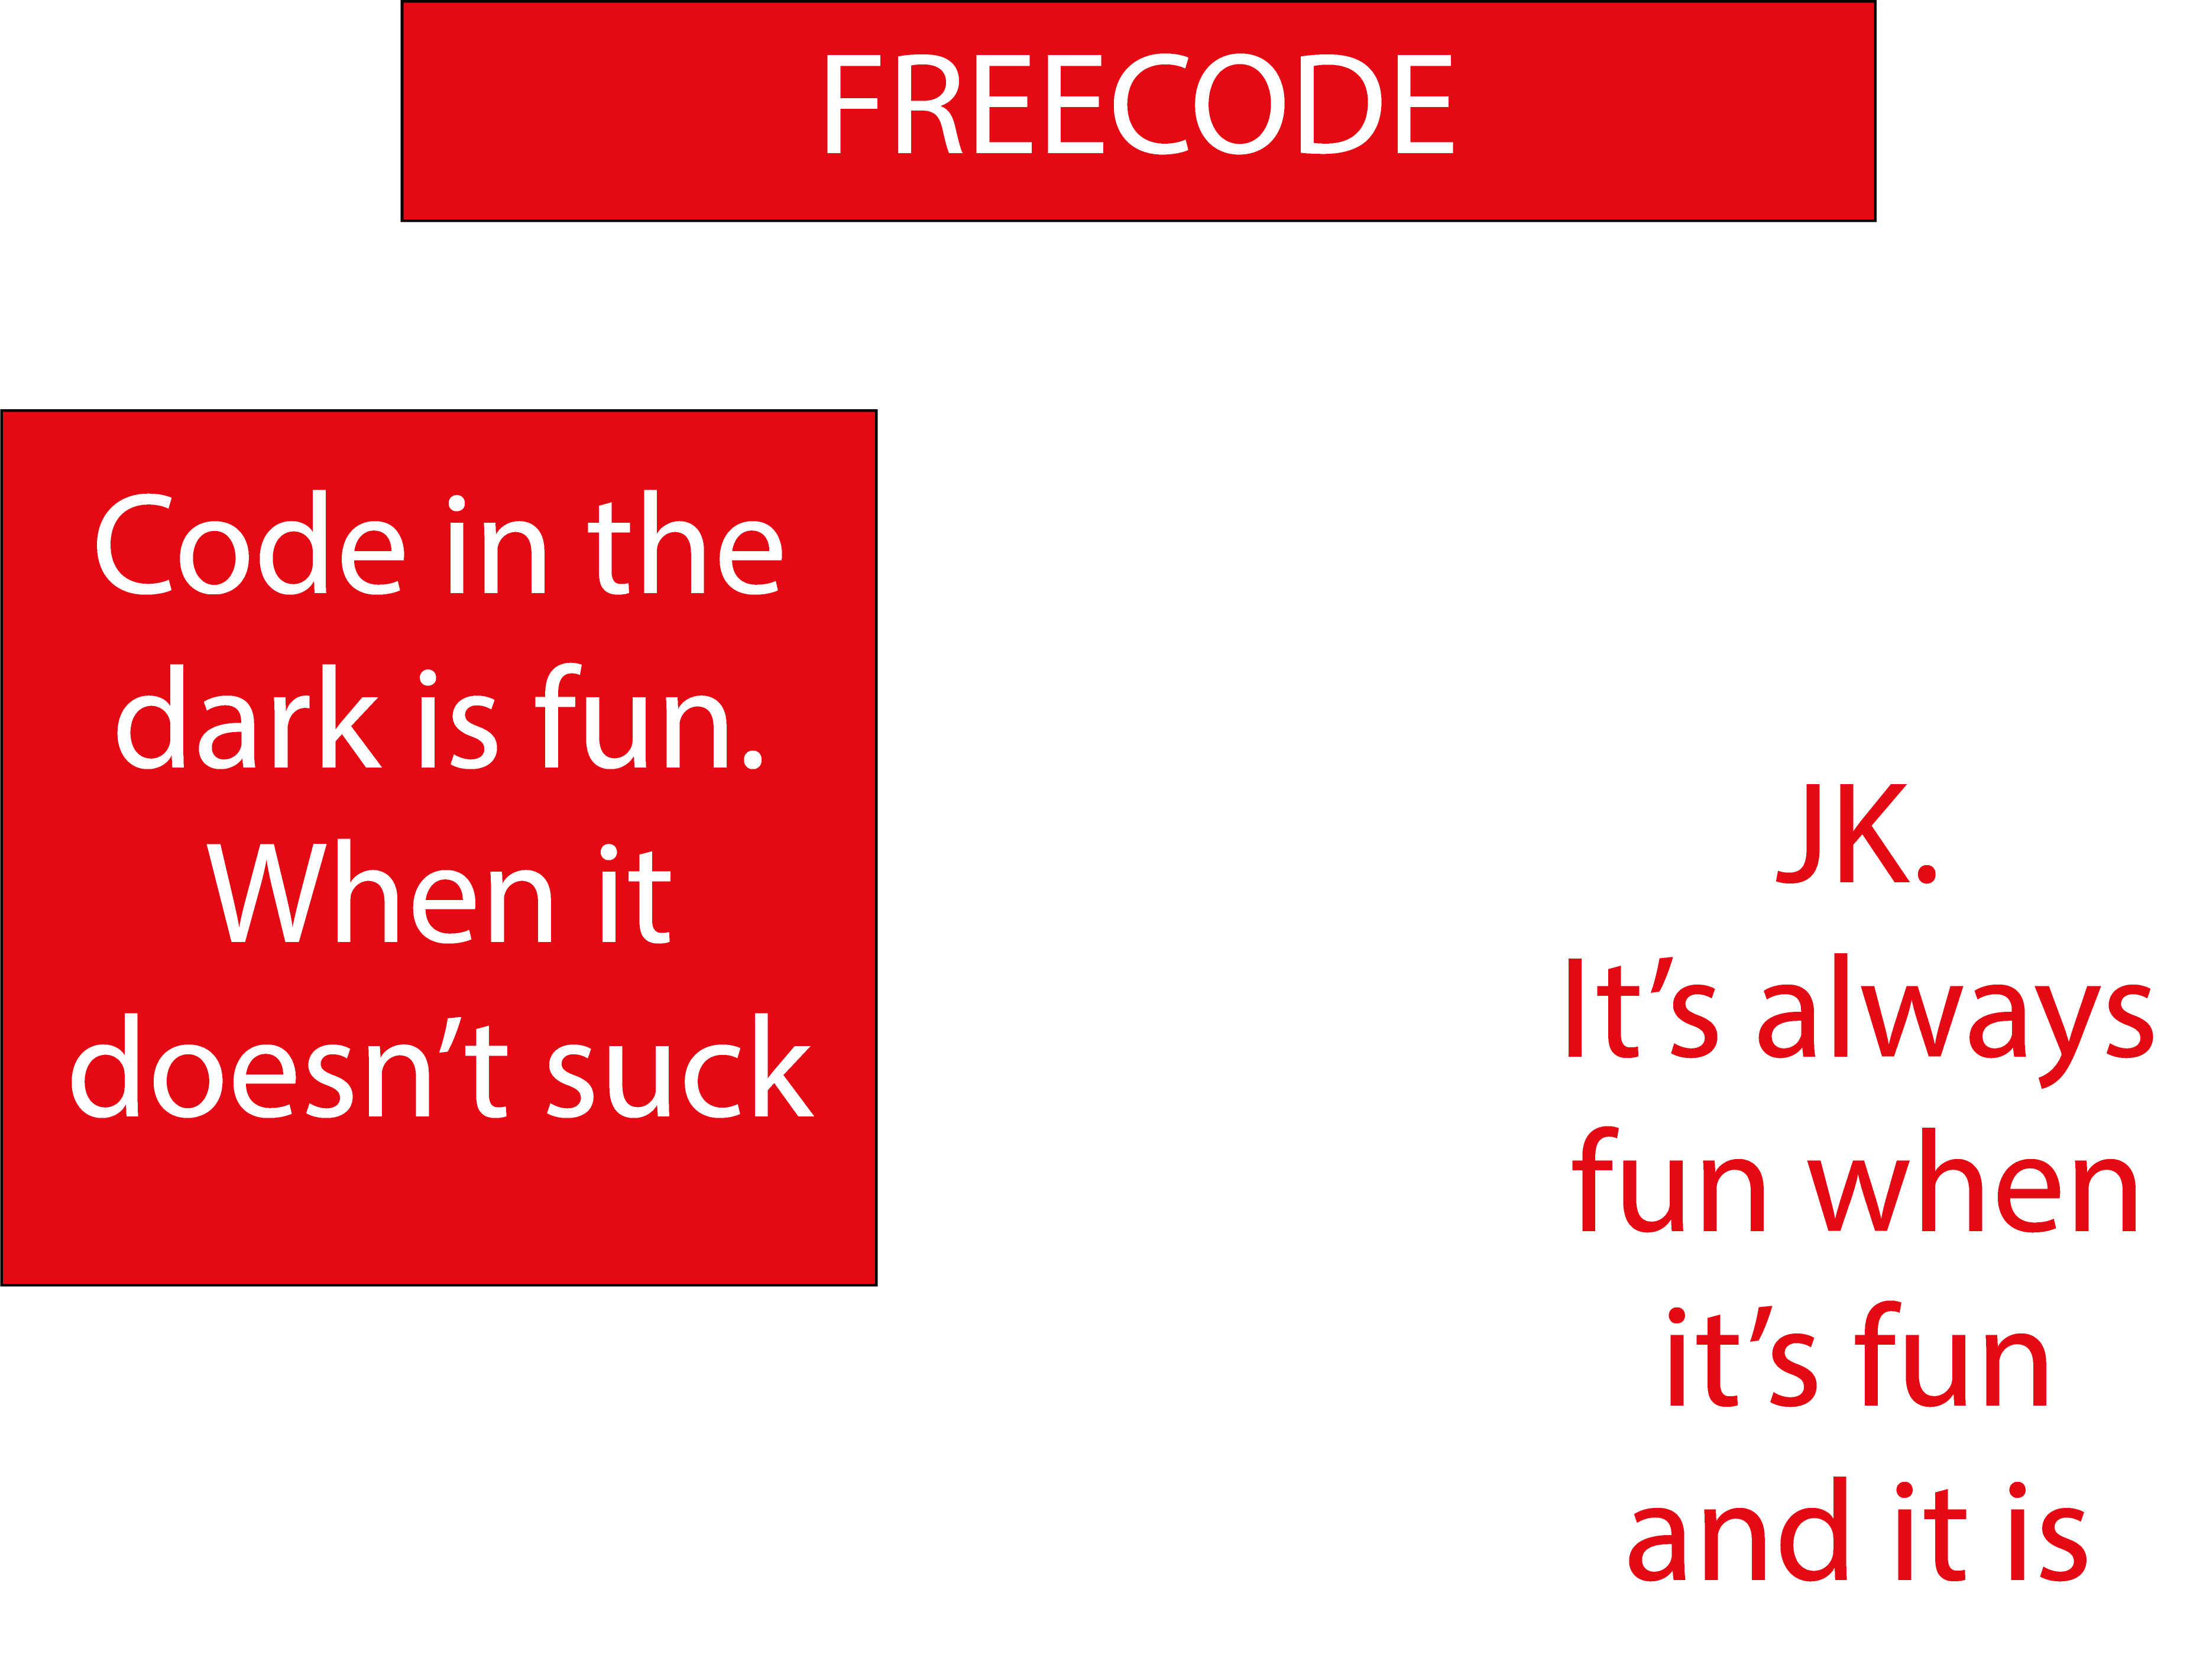 FREECODE
Code in the
dark is fun.
When it
doesn’t suck
JK.
It’s always
fun when
it’s fun
and it is